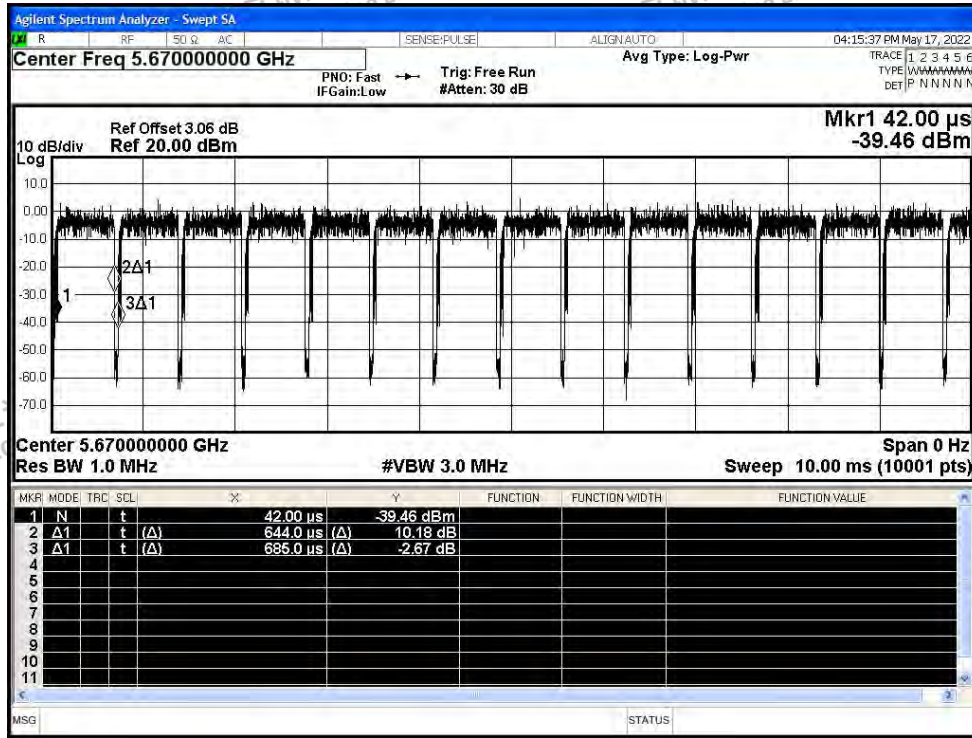 Agilent Spectrum Analyzer - Swept SA
LXI R RF 50 Ω AC SENSE:PULSE ALIGN AUTO 04:15:37 PM May 17, 2022
Center Freq 5.670000000 GHz
Avg Type: Log-Pwr
TRACE 1 2 3 4 5 6
PNO: Fast Trig: Free Run
TYPE WWWWWW
IFGain:Low #Atten: 30 dB
DET P N N N N N
Mkr1 42.00 µs
Ref Offset 3.06 dB
-39.46 dBm
10 dB/div Ref 20.00 dBm
Log
10.0
0.00
-10.0
-20.0
2Δ1
-30.0
1
3Δ1
-40.0
-50.0
-60.0
-70.0
Center 5.670000000 GHz Span 0 Hz
Res BW 1.0 MHz #VBW 3.0 MHz Sweep 10.00 ms (10001 pts)
MKR MODE TRC SCL X Y FUNCTION FUNCTION WIDTH FUNCTION VALUE
1 N t 42.00 µs -39.46 dBm
2 Δ1 t (Δ) 644.0 µs (Δ) 10.18 dB
3 Δ1 t (Δ) 685.0 µs (Δ) -2.67 dB
4
5
6
7
8
9
10
11
MSG STATUS